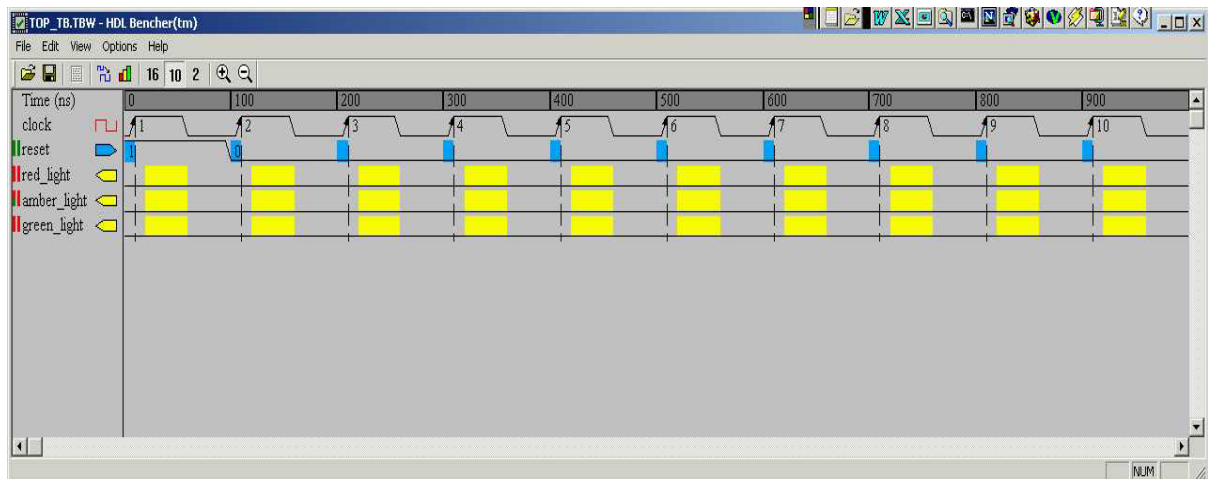 TOP_TB.TBW - HDL Bencher(tm)
File Edit View Options Help
16 10 2
Time (ns) 0 100 200 300 400 500 600 700 800 900
clock 1 2 3 4 5 6 7 8 9 10
reset 1 0
red_light
amber_light
green_light
NUM